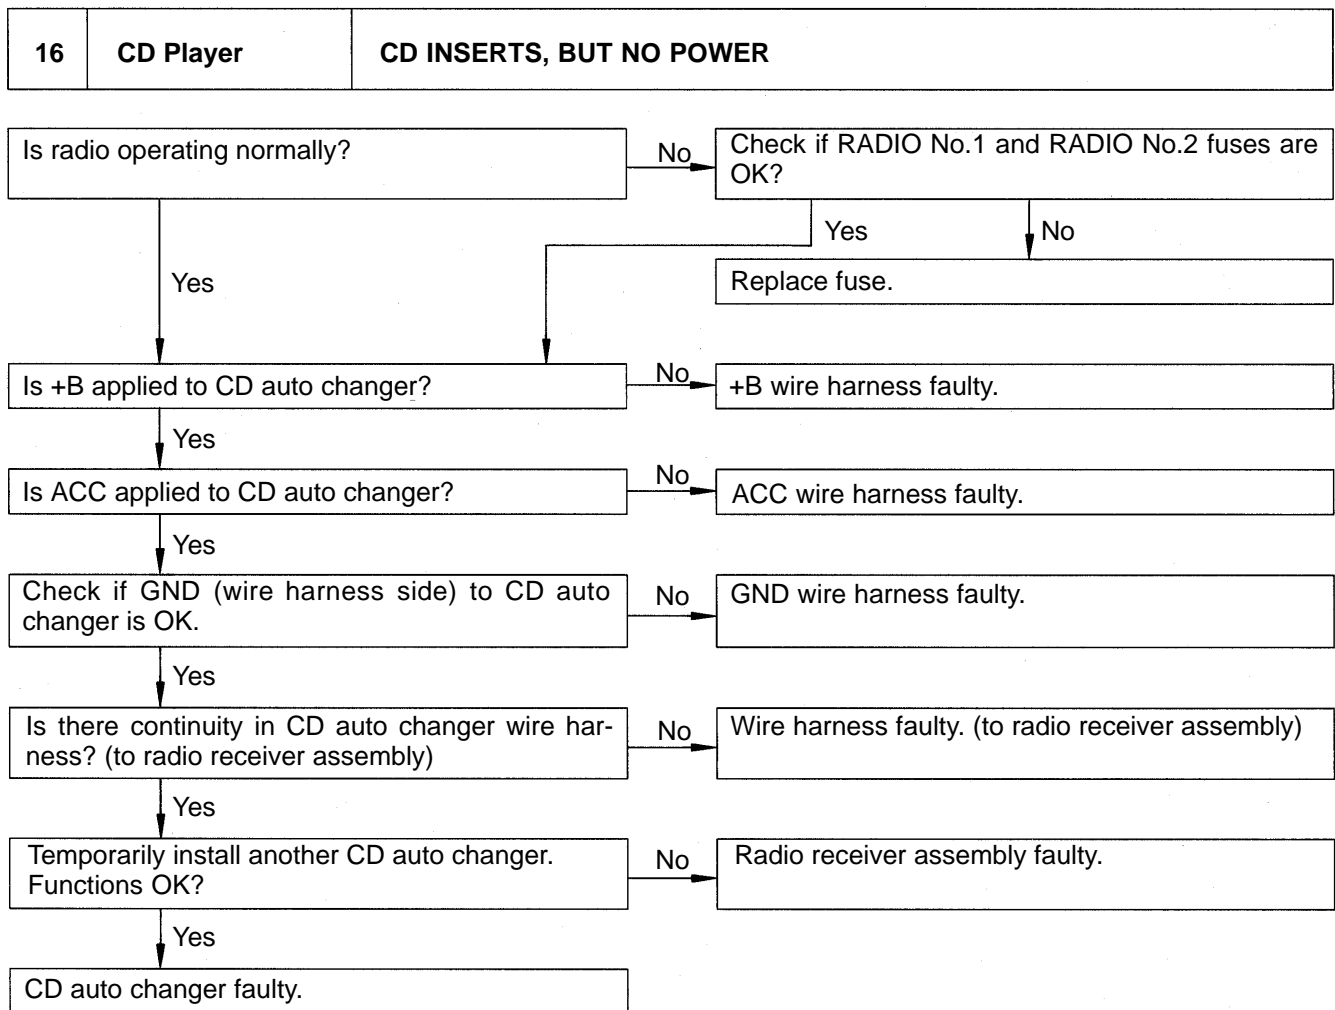 16 CD Player CD INSERTS, BUT NO POWER
Is radio operating normally?
No
Check if RADIO No.1 and RADIO No.2 fuses are
OK?
Yes
No
Yes
Replace fuse.
Is +B applied to CD auto changer?
No
+B wire harness faulty.
Yes
Is ACC applied to CD auto changer?
No
ACC wire harness faulty.
Yes
Check if GND (wire harness side) to CD auto
changer is OK.
No
GND wire harness faulty.
Yes
Is there continuity in CD auto changer wire har-
ness? (to radio receiver assembly)
No
Wire harness faulty. (to radio receiver assembly)
Yes
Temporarily install another CD auto changer.
Functions OK?
No
Radio receiver assembly faulty.
Yes
CD auto changer faulty.